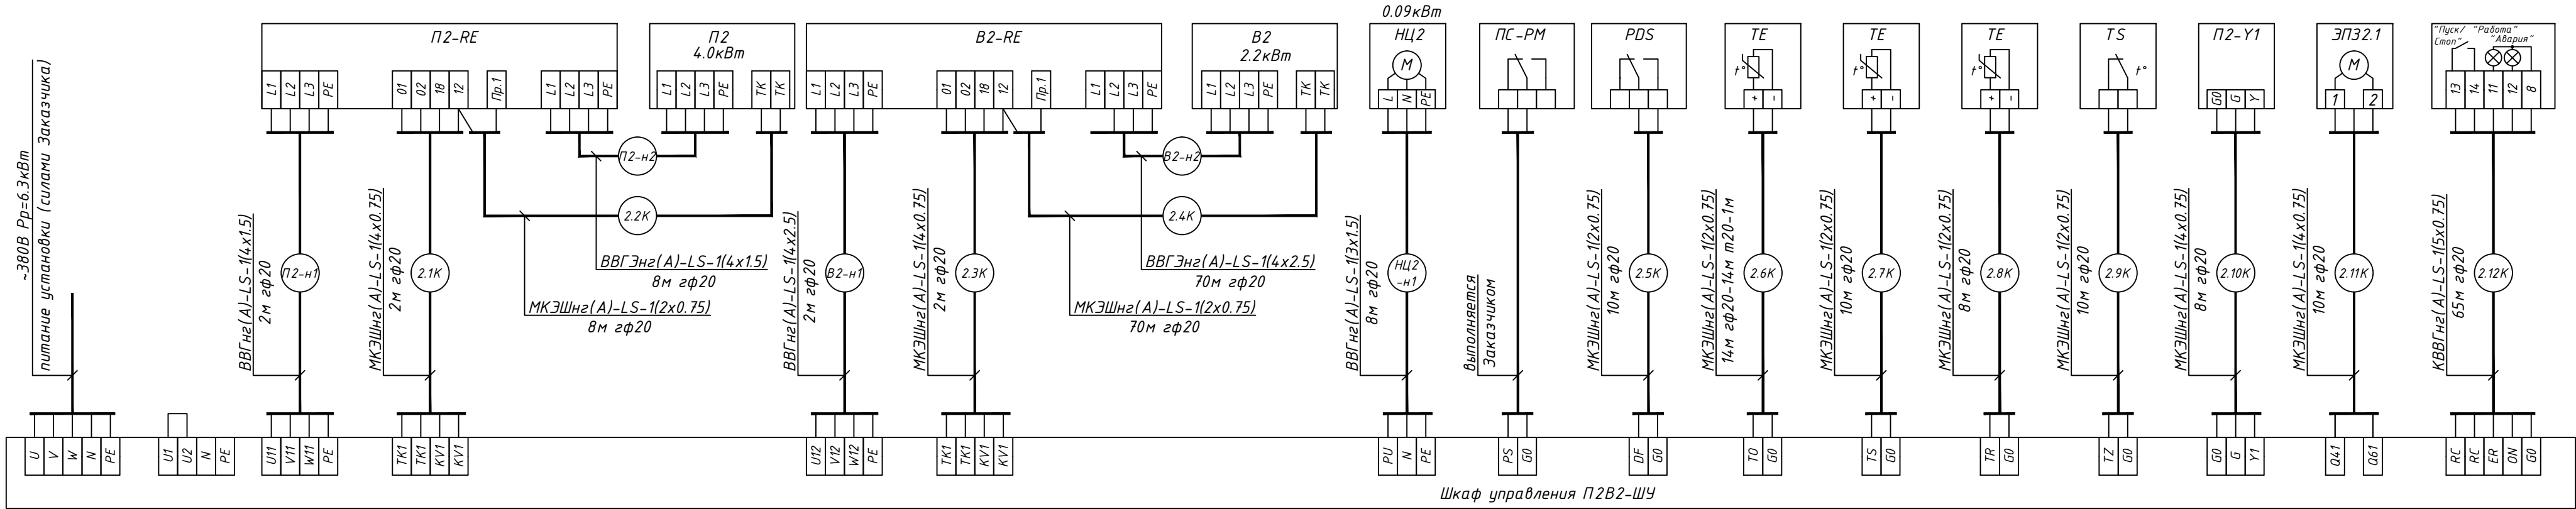 ~380В Рр=6.3кВт
питание установки (силами Заказчика)
П2-RE
L1 L2 L3 PE
01 02 18 12
Пр.1
L1 L2 L3 PE
П2
4.0кВт
L1 L2 L3 PE
TK TK
В2-RE
L1 L2 L3 PE
01 02 18 12
Пр.1
L1 L2 L3 PE
В2
2.2кВт
L1 L2 L3 PE
TK TK
0.09кВт
НЦ2
М
L N PE
ПС-РМ
PDS
TE
t°
+ -
TE
t°
+ -
TE
t°
+ -
TS
t°
П2-Y1
G0 G Y
ЭПЗ2.1
М
1 2
"Пуск/ "Работа"
Стоп" "Авария"
13 14 11 12 8
ВВГнг(А)-LS-1(4х1.5)
2м гф20
П2-н1
МКЭШнг(А)-LS-1(4х0.75)
2м гф20
2.1К
П2-н2
2.2К
ВВГЭнг(А)-LS-1(4х1.5)
8м гф20
МКЭШнг(А)-LS-1(2х0.75)
8м гф20
ВВГнг(А)-LS-1(4х2.5)
2м гф20
В2-н1
МКЭШнг(А)-LS-1(4х0.75)
2м гф20
2.3К
В2-н2
2.4К
ВВГЭнг(А)-LS-1(4х2.5)
70м гф20
МКЭШнг(А)-LS-1(2х0.75)
70м гф20
ВВГнг(А)-LS-1(3х1.5)
8м гф20
НЦ2
-н1
выполняется
Заказчиком
МКЭШнг(А)-LS-1(2х0.75)
10м гф20
2.5К
МКЭШнг(А)-LS-1(2х0.75)
14м гф20-14м т20-1м
2.6К
МКЭШнг(А)-LS-1(2х0.75)
10м гф20
2.7К
МКЭШнг(А)-LS-1(2х0.75)
8м гф20
2.8К
МКЭШнг(А)-LS-1(2х0.75)
10м гф20
2.9К
МКЭШнг(А)-LS-1(4х0.75)
8м гф20
2.10К
МКЭШнг(А)-LS-1(4х0.75)
10м гф20
2.11К
КВВГнг(А)-LS-1(5х0.75)
65м гф20
2.12К
U V W N PE
U1 U2 N PE
U11 V11 W11 PE
TK1 TK1 KV1 KV1
U12 V12 W12 PE
TK1 TK1 KV1 KV1
PU N PE
PS G0
DF G0
TO G0
TS G0
TR G0
TZ G0
G0 G Y1
Q41 Q61
RC RC ER ON G0
Шкаф управления П2В2-ШУ